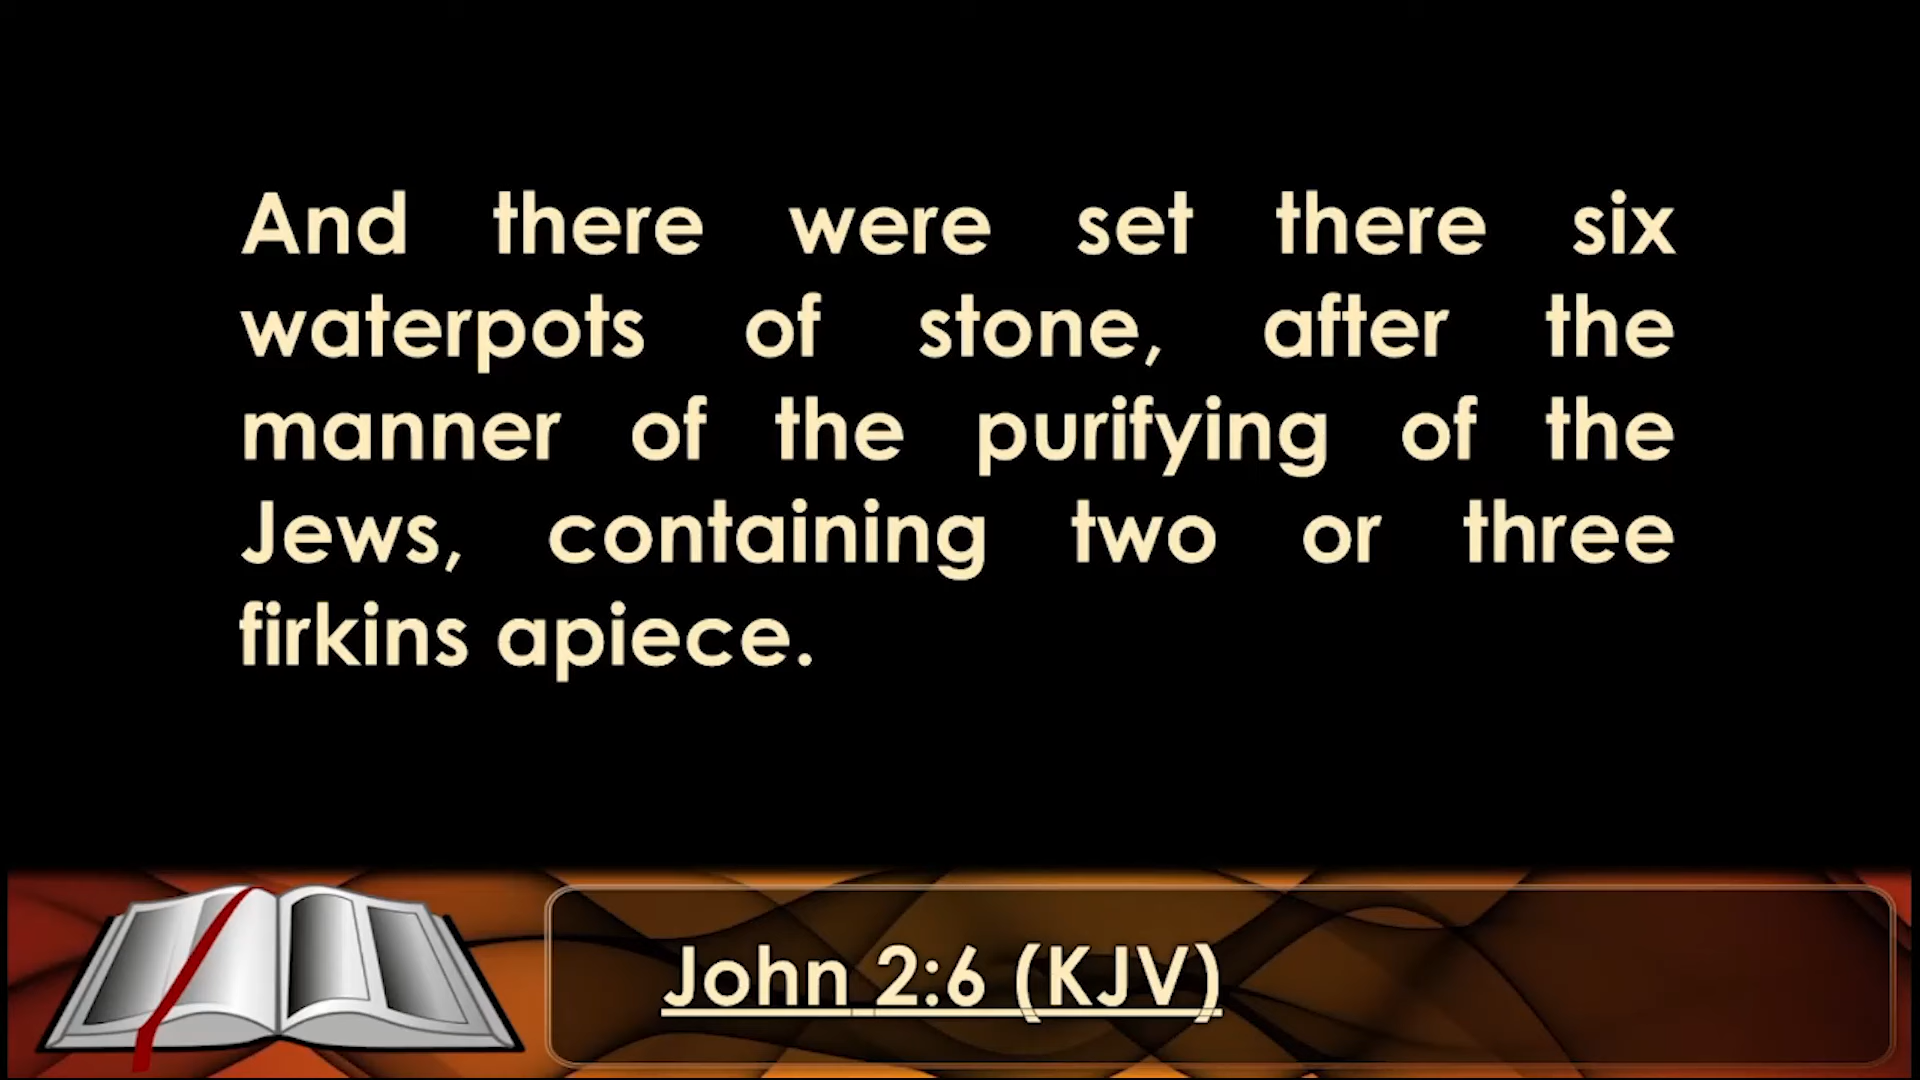 And there were set there six
waterpots of stone, after the
manner of the purifying of the
Jews, containing two or three
firkins apiece.
John 2:6 (KJV)